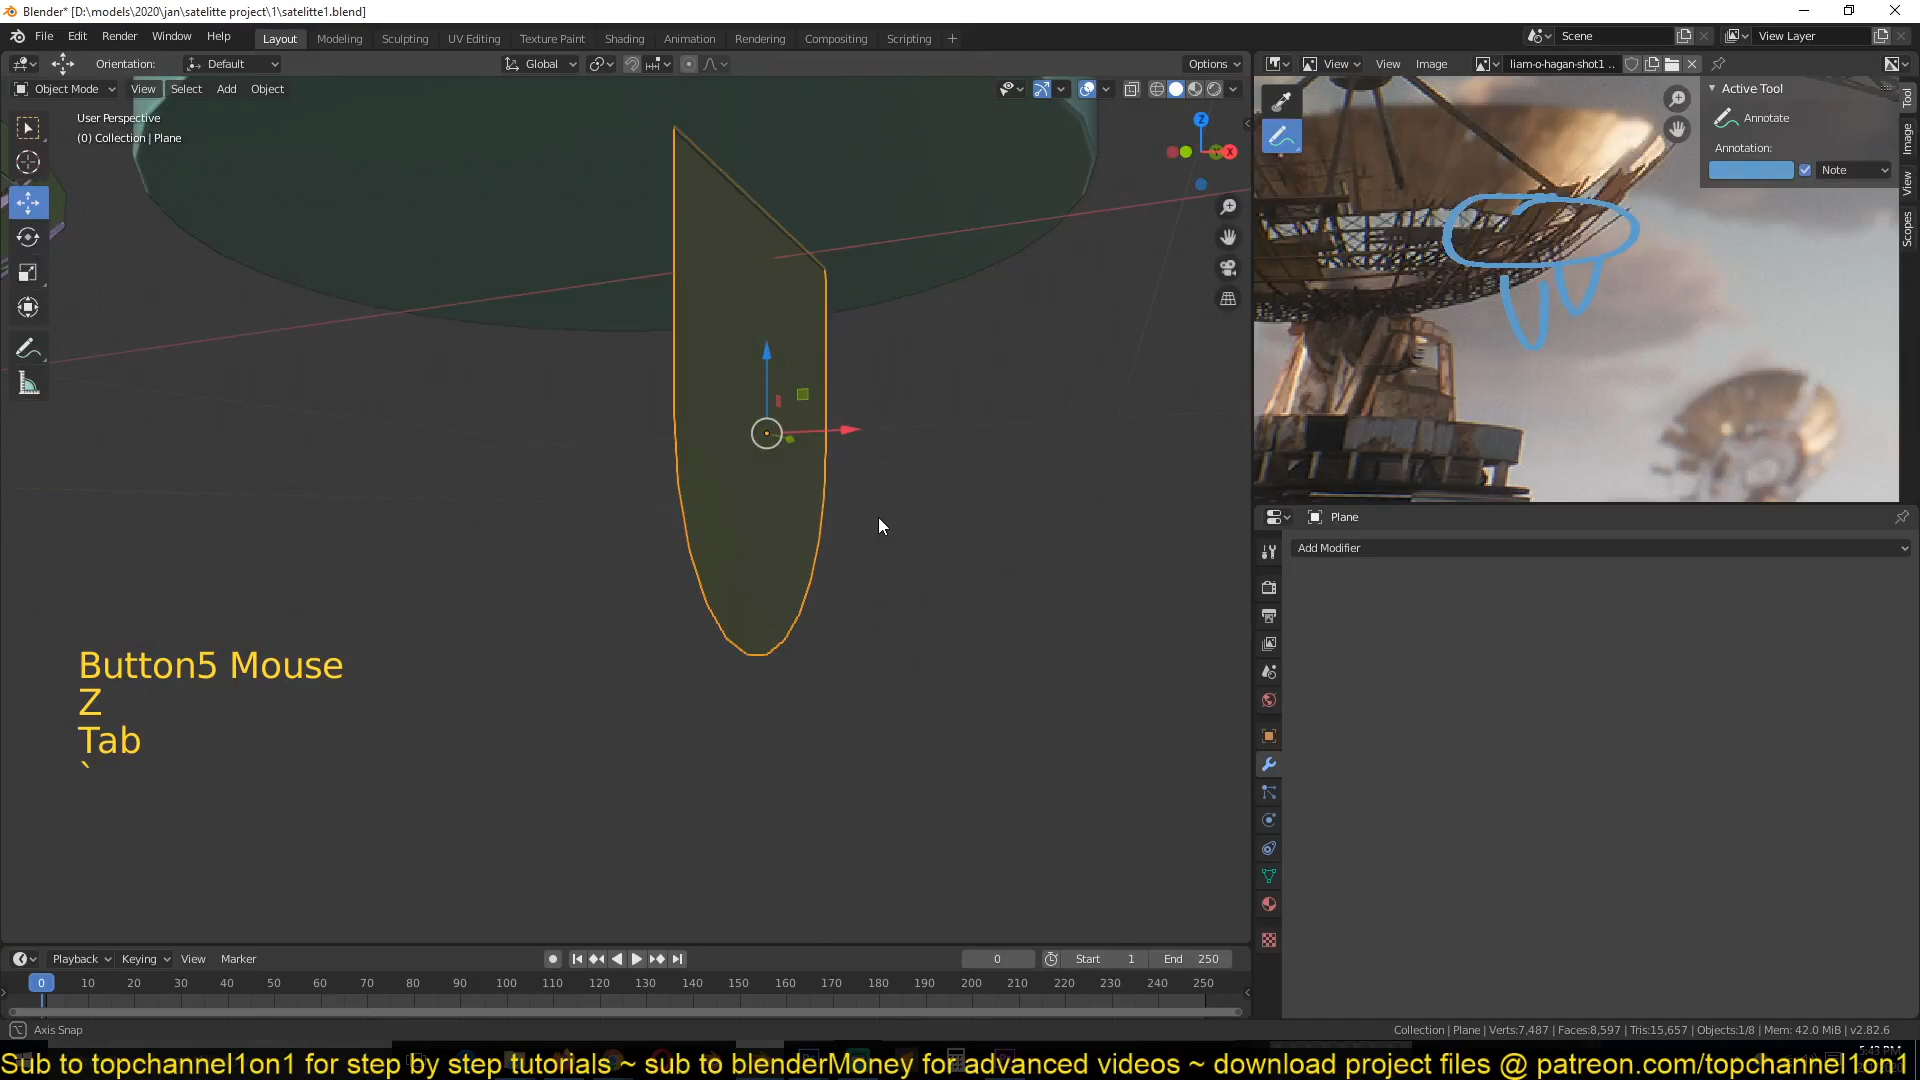 Blender* [D:\models\2020\jan\satelitte project\1\satelitte1.blend]
File Edit Render Window Help
Layout Modeling Sculpting UV Editing Texture Paint Shading Animation Rendering Compositing Scripting +
Scene View Layer
Orientation: Default Global Options
View View Image liam-o-hagan-shot1 ..
Object Mode View Select Add Object
User Perspective
(0) Collection | Plane
Z
X
Active Tool
Annotate
Annotation:
Note
Tool
Image
View
Scopes
Plane
Add Modifier
Button5 Mouse
Z
Tab
`
Playback Keying View Marker 0 Start 1 End 250
0 10 20 30 40 50 60 70 80 90 100 110 120 130 140 150 160 170 180 190 200 210 220 230 240 250
Axis Snap
Collection | Plane | Verts:7,487 | Faces:8,597 | Tris:15,657 | Objects:1/8 | Mem: 42.0 MiB | v2.82.6
5:43 PM
Sub to topchannel1on1 for step by step tutorials ~ sub to blenderMoney for advanced videos ~ download project files @ patreon.com/topchannel1on1